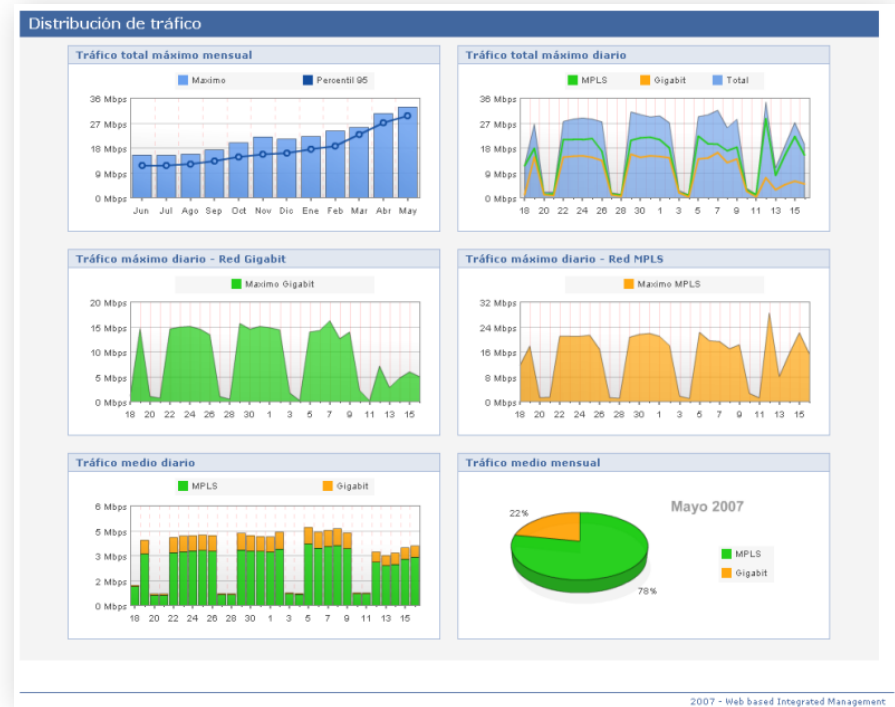 Distribución de tráfico
Tráfico total máximo mensual
Maximo Percentil 95
36 Mbps
27 Mbps
18 Mbps
9 Mbps
0 Mbps
Jun Jul Ago Sep Oct Nov Dic Ene Feb Mar Abr May
Tráfico total máximo diario
MPLS Gigabit Total
36 Mbps
27 Mbps
18 Mbps
9 Mbps
0 Mbps
18 20 22 24 26 28 30 1 3 5 7 9 11 13 15
Tráfico máximo diario - Red Gigabit
Maximo Gigabit
20 Mbps
15 Mbps
10 Mbps
5 Mbps
0 Mbps
18 20 22 24 26 28 30 1 3 5 7 9 11 13 15
Tráfico máximo diario - Red MPLS
Maximo MPLS
32 Mbps
24 Mbps
16 Mbps
8 Mbps
0 Mbps
18 20 22 24 26 28 30 1 3 5 7 9 11 13 15
Tráfico medio diario
MPLS Gigabit
6 Mbps
5 Mbps
3 Mbps
2 Mbps
0 Mbps
18 20 22 24 26 28 30 1 3 5 7 9 11 13 15
Tráfico medio mensual
Mayo 2007
22%
MPLS
Gigabit
78%
2007 - Web based Integrated Management